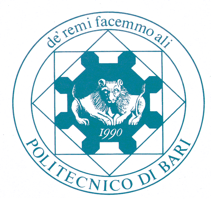 de' remi facemmo ali
1990
POLITECNICO DI BARI